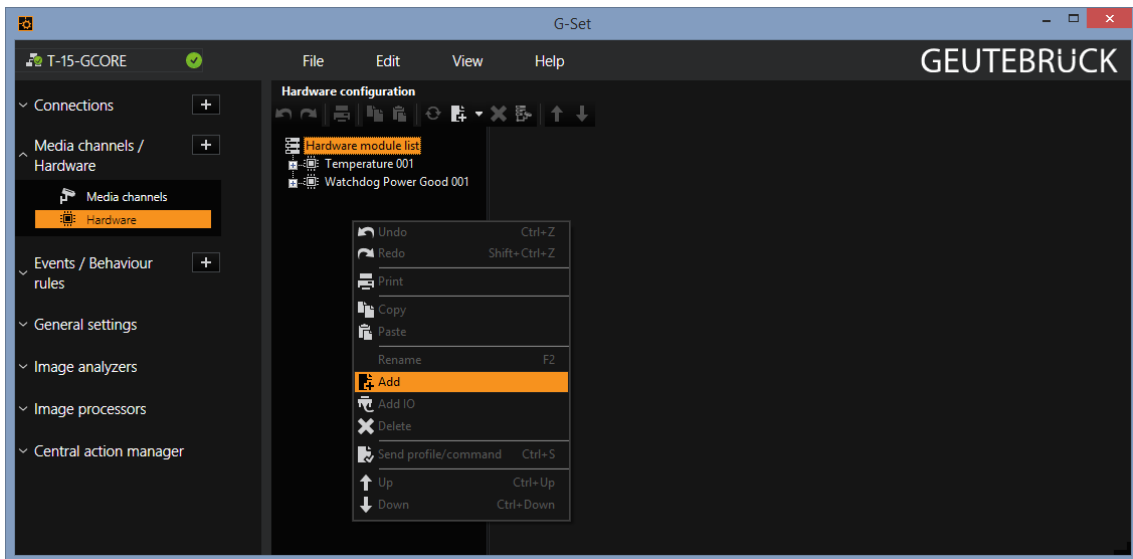 G-Set
T-15-GCORE
File Edit View Help
GEUTEBRÜCK
Connections
Media channels /
Hardware
Media channels
Hardware
Events / Behaviour
rules
General settings
Image analyzers
Image processors
Central action manager
Hardware configuration
Hardware module list
Temperature 001
Watchdog Power Good 001
Undo Ctrl+Z
Redo Shift+Ctrl+Z
Print
Copy
Paste
Rename F2
Add
Add IO
Delete
Send profile/command Ctrl+S
Up Ctrl+Up
Down Ctrl+Down